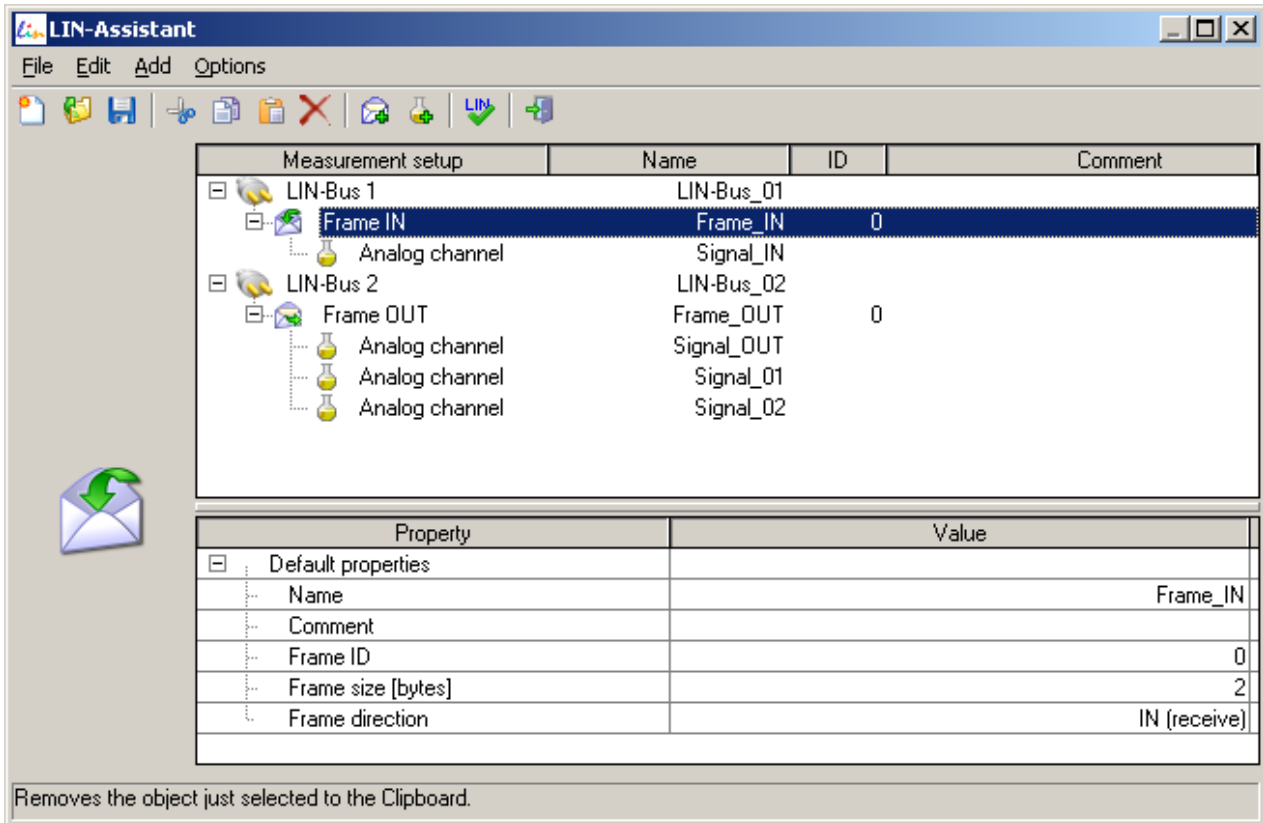 Lin LIN-Assistant
File Edit Add Options
LIN
Measurement setup Name ID Comment
LIN-Bus 1 LIN-Bus_01
Frame IN Frame_IN 0
Analog channel Signal_IN
LIN-Bus 2 LIN-Bus_02
Frame OUT Frame_OUT 0
Analog channel Signal_OUT
Analog channel Signal_01
Analog channel Signal_02
Property Value
Default properties
Name Frame_IN
Comment
Frame ID 0
Frame size [bytes] 2
Frame direction IN (receive)
Removes the object just selected to the Clipboard.